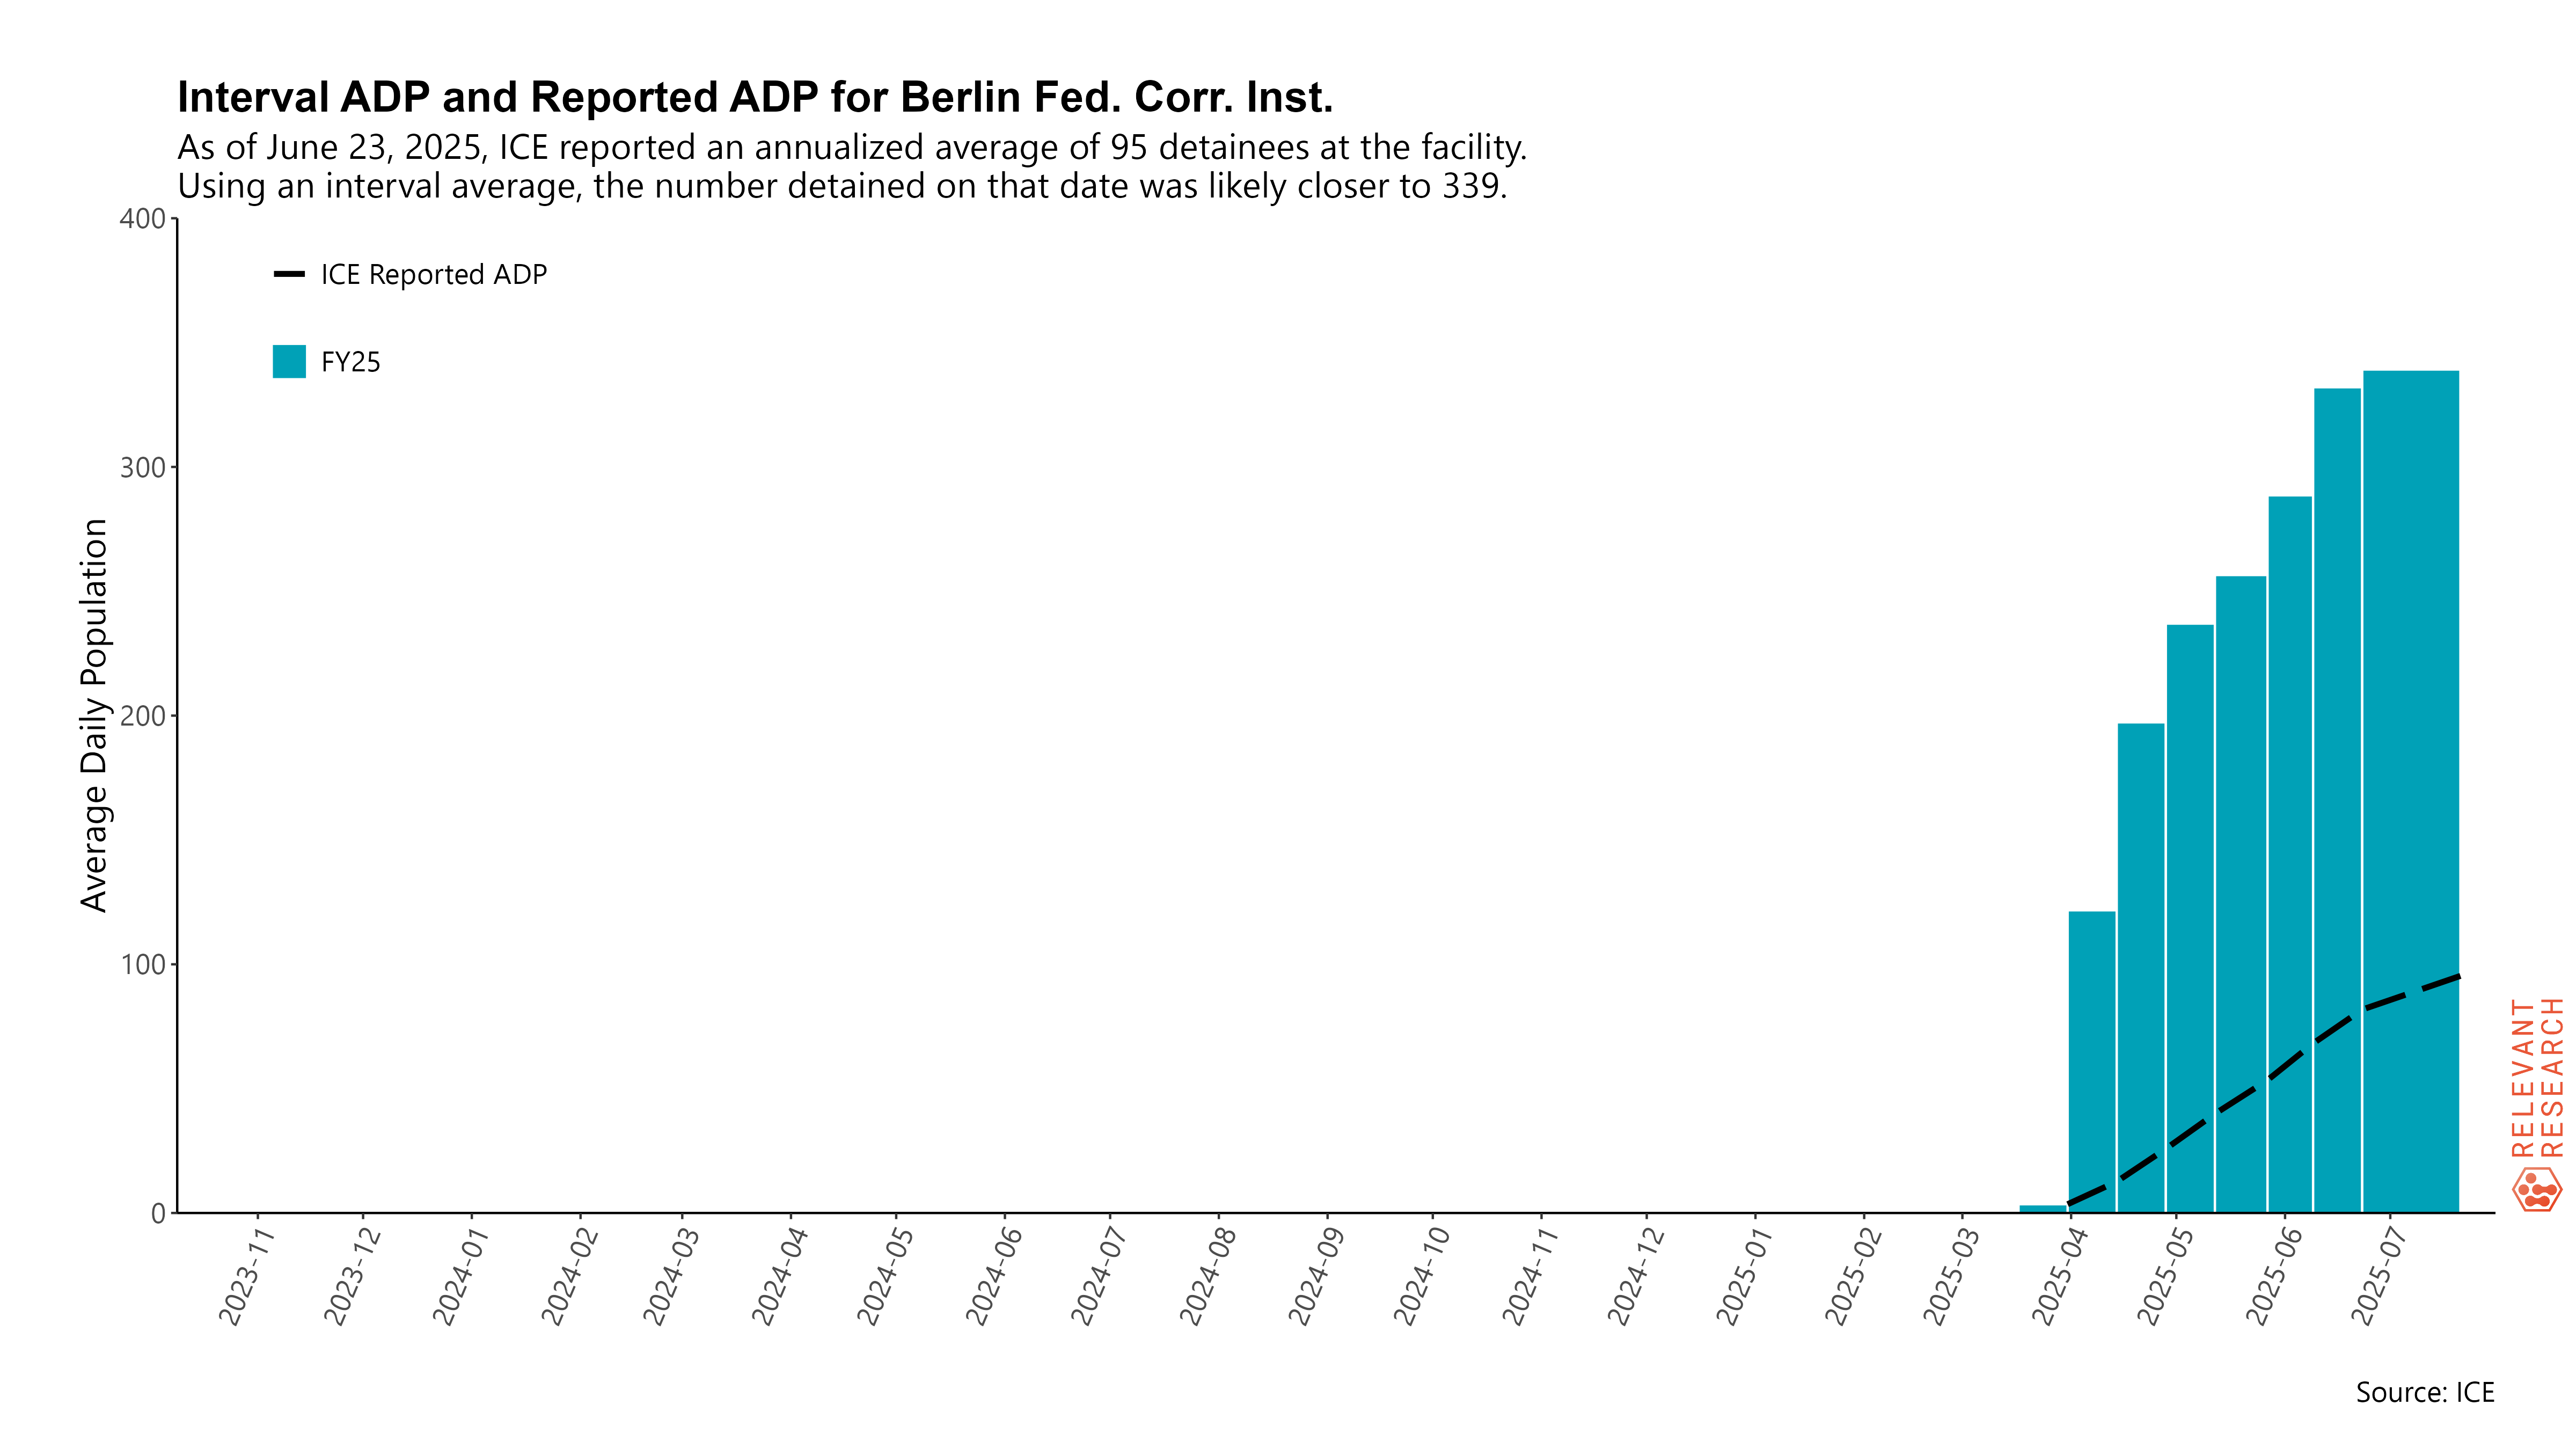 Interval ADP and Reported ADP for Berlin Fed. Corr. Inst.
As of June 23, 2025, ICE reported an annualized average of 95 detainees at the facility.
Using an interval average, the number detained on that date was likely closer to 339.
400
300
200
100
0
Average Daily Population
ICE Reported ADP
FY25
2023-11
2023-12
2024-01
2024-02
2024-03
2024-04
2024-05
2024-06
2024-07
2024-08
2024-09
2024-10
2024-11
2024-12
2025-01
2025-02
2025-03
2025-04
2025-05
2025-06
2025-07
RELEVANT
RESEARCH
Source: ICE